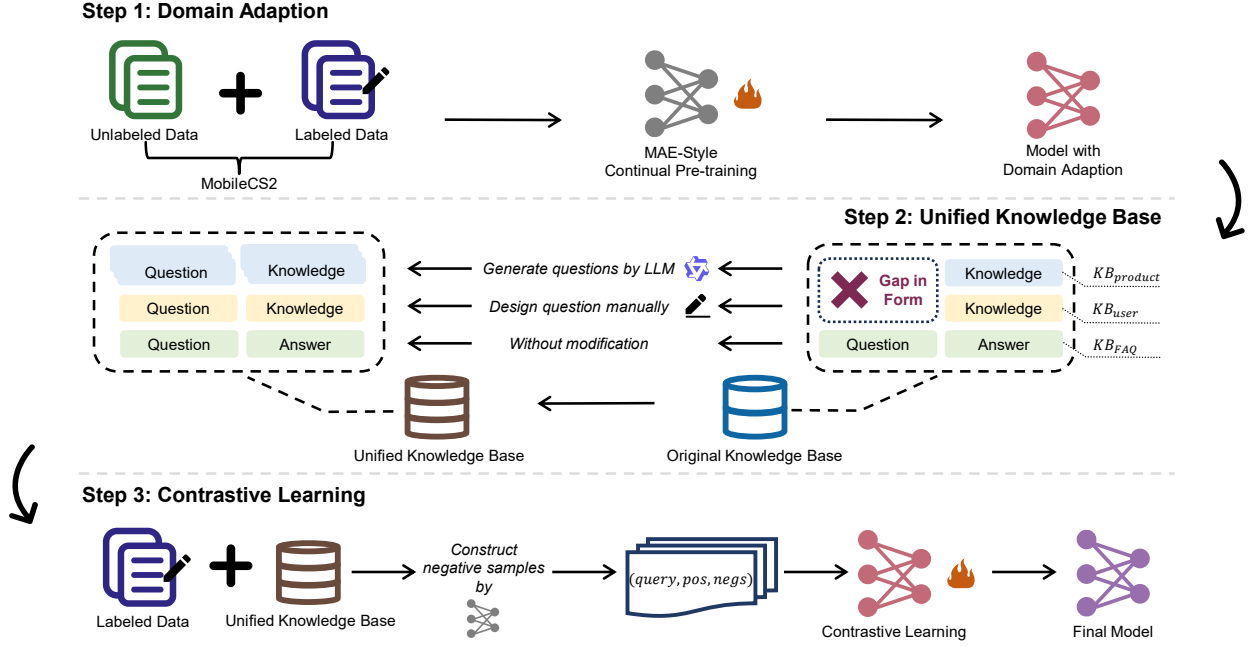 Step 1: Domain Adaption
Unlabeled Data
Labeled Data
MobileCS2
MAE-Style
Continual Pre-training
Model with
Domain Adaption
Step 2: Unified Knowledge Base
Question
Knowledge
Question
Knowledge
Question
Answer
Generate questions by LLM
Design question manually
Without modification
Gap in
Form
Knowledge
Knowledge
Question
Answer
KB_product
KB_user
KB_FAQ
Unified Knowledge Base
Original Knowledge Base
Step 3: Contrastive Learning
Labeled Data
Unified Knowledge Base
Construct
negative samples
by
(query, pos, negs)
Contrastive Learning
Final Model